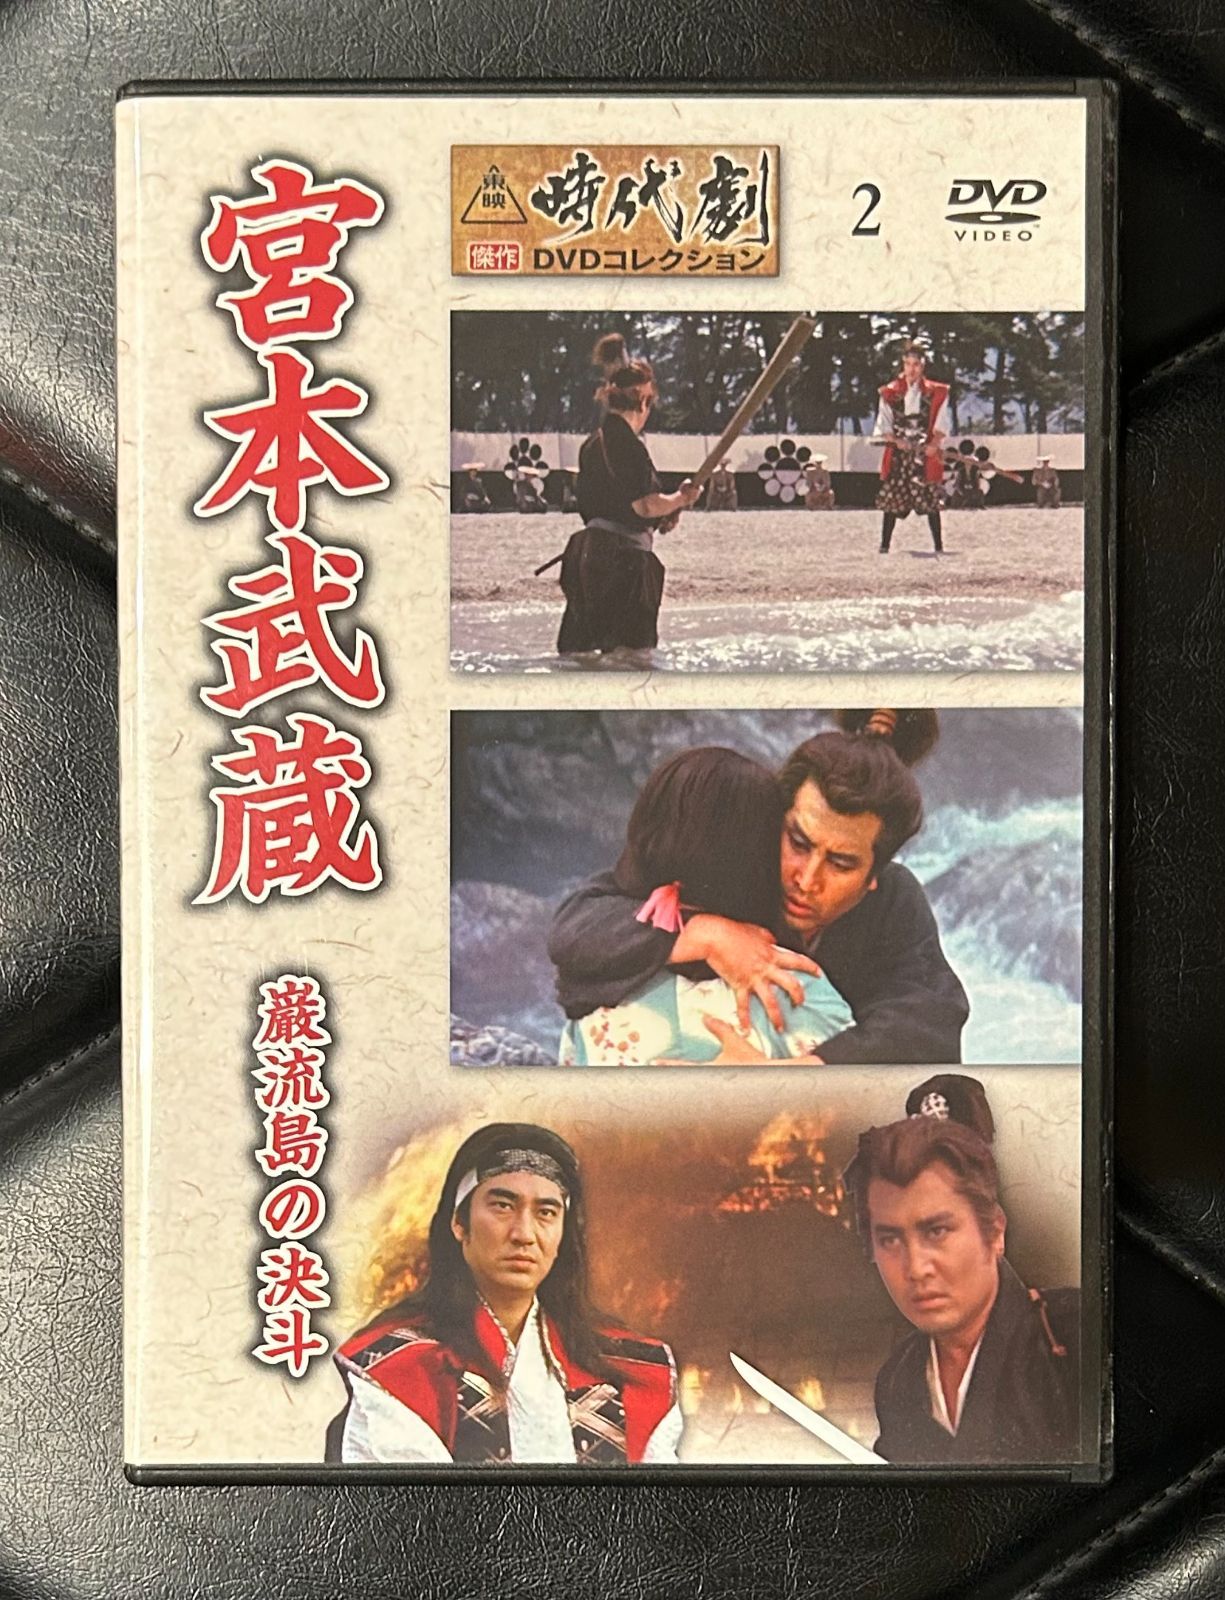 宮本武蔵
巌流島の決斗
東映
時代劇
傑作 DVDコレクション
2
DVD
VIDEO